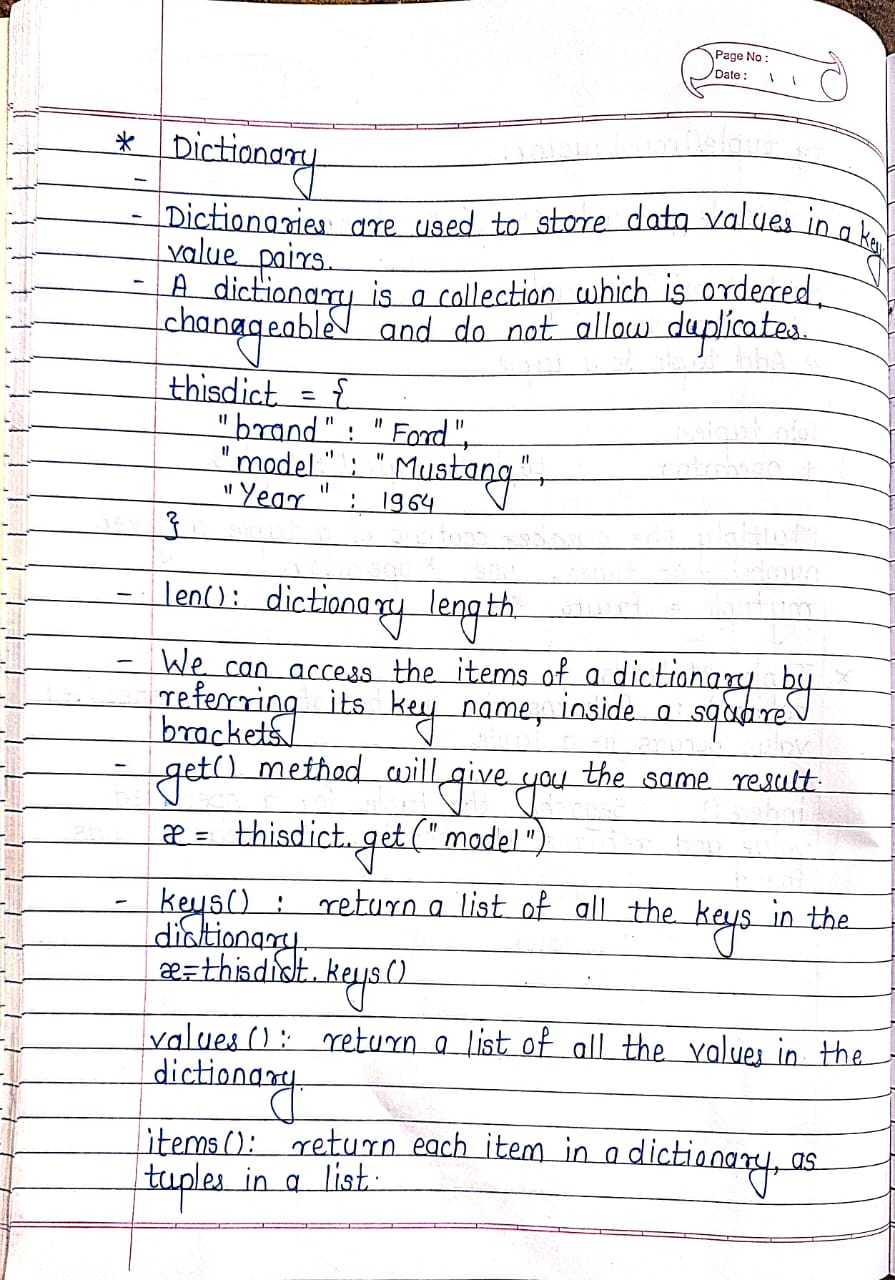 Page No :
Date : \ \
* Dictionary
-
- Dictionaries are used to store data values in a key
value pairs.
- A dictionary is a collection which is ordered,
chanageable and do not allow duplicates.
thisdict = {
"brand" : "Ford",
"model" : "Mustang",
"Year" : 1964
}
- len(): dictionary length
- We can access the items of a dictionary by
referring its key name, inside a square
brackets
- get() method will give you the same result.
x = thisdict.get("model")
- keys() : return a list of all the keys in the
dictionary.
x=thisdict.keys()
values(): return a list of all the values in the
dictionary.
items(): return each item in a dictionary, as
tuples in a list.